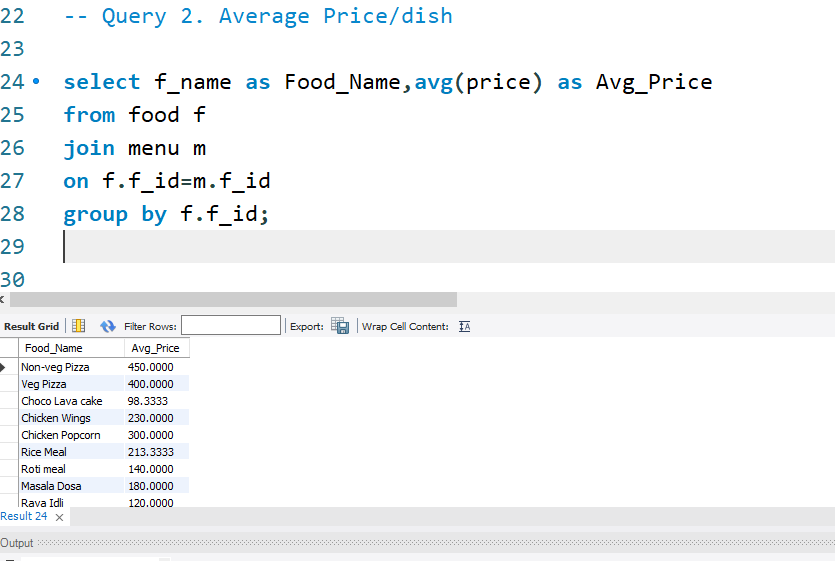 22 -- Query 2. Average Price/dish
23
24 select f_name as Food_Name,avg(price) as Avg_Price
25 from food f
26 join menu m
27 on f.f_id=m.f_id
28 group by f.f_id;
29
30
Result Grid Filter Rows: Export: Wrap Cell Content: IA
Food_Name Avg_Price
Non-veg Pizza 450.0000
Veg Pizza 400.0000
Choco Lava cake 98.3333
Chicken Wings 230.0000
Chicken Popcorn 300.0000
Rice Meal 213.3333
Roti meal 140.0000
Masala Dosa 180.0000
Rava Idli 120.0000
Result 24 ×
Output